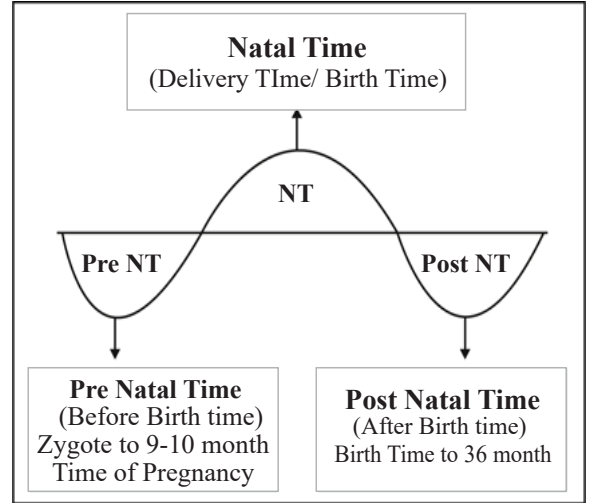 Natal Time
(Delivery TIme/ Birth Time)
NT
Pre NT
Post NT
Pre Natal Time
(Before Birth time)
Zygote to 9-10 month
Time of Pregnancy
Post Natal Time
(After Birth time)
Birth Time to 36 month